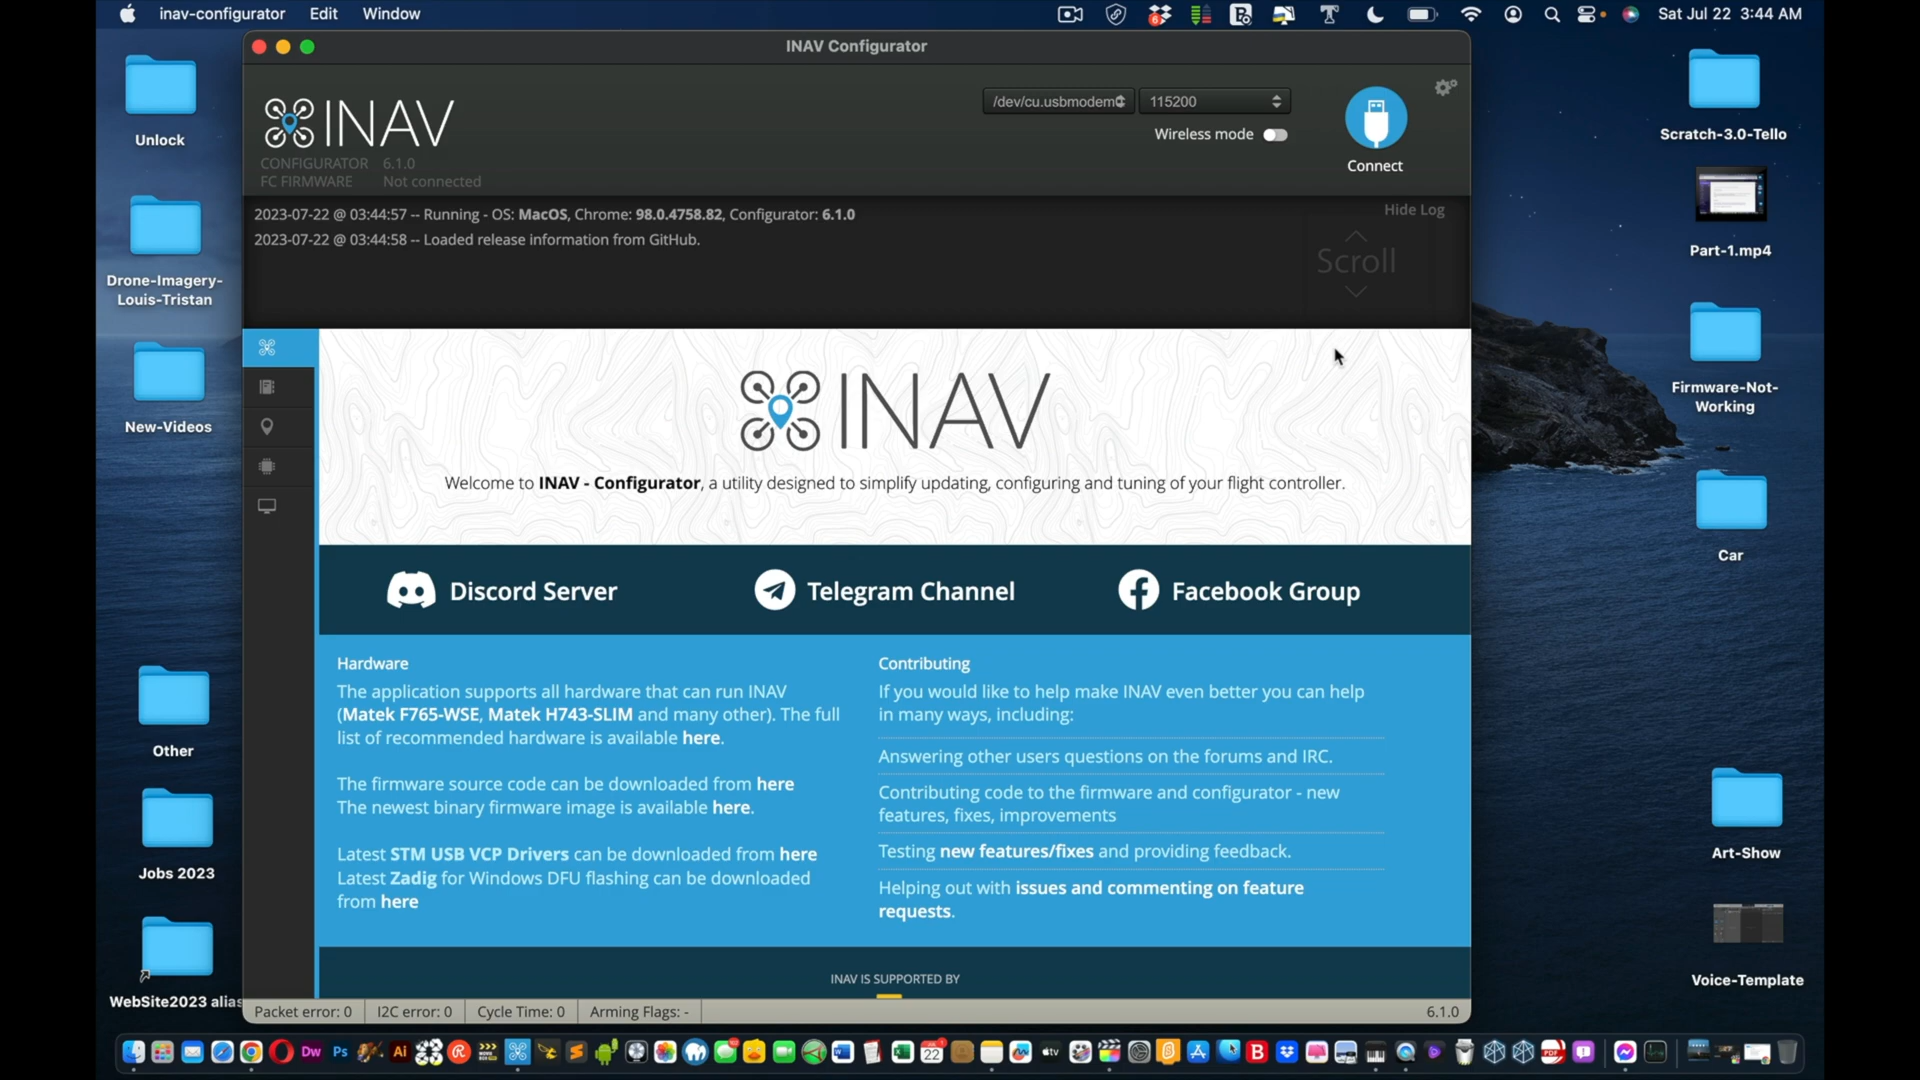 inav-configurator Edit Window
Sat Jul 22 3:44 AM
INAV Configurator
INAV
CONFIGURATOR 6.1.0
FC FIRMWARE Not connected
115200
Wireless mode
Connect
2023-07-22 @ 03:44:57 -- Running - OS: MacOS, Chrome: 98.0.4758.82, Configurator: 6.1.0
2023-07-22 @ 03:44:58 -- Loaded release information from GitHub.
Hide Log
Scroll
INAV
Welcome to INAV - Configurator, a utility designed to simplify updating, configuring and tuning of your flight controller.
Discord Server
Telegram Channel
Facebook Group
Hardware
The application supports all hardware that can run INAV
(Matek F765-WSE, Matek H743-SLIM and many other). The full
list of recommended hardware is available here.
The firmware source code can be downloaded from here
The newest binary firmware image is available here.
Latest STM USB VCP Drivers can be downloaded from here
Latest Zadig for Windows DFU flashing can be downloaded
from here
Contributing
If you would like to help make INAV even better you can help
in many ways, including:
Answering other users questions on the forums and IRC.
Contributing code to the firmware and configurator - new
features, fixes, improvements
Testing new features/fixes and providing feedback.
Helping out with issues and commenting on feature
requests.
INAV IS SUPPORTED BY
Packet error: 0
I2C error: 0
Cycle Time: 0
Arming Flags: -
6.1.0
Unlock
Drone-Imagery-
Louis-Tristan
New-Videos
Other
Jobs 2023
WebSite2023 alias
Scratch-3.0-Tello
Part-1.mp4
Firmware-Not-
Working
Car
Art-Show
Voice-Template